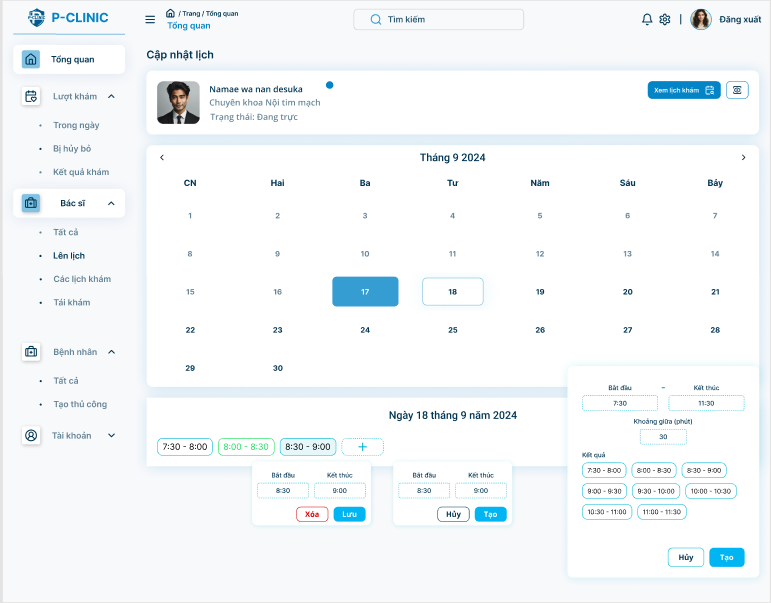 P-CLINIC
/ Trang / Tổng quan
Tổng quan
Tìm kiếm
Đăng xuất
Tổng quan
Lượt khám
Trong ngày
Bị hủy bỏ
Kết quả khám
Bác sĩ
Tất cả
Lên lịch
Các lịch khám
Tái khám
Bệnh nhân
Tất cả
Tạo thủ công
Tài khoản
Cập nhật lịch
Namae wa nan desuka
Chuyên khoa Nội tim mạch
Trạng thái: Đang trực
Xem lịch khám
Tháng 9 2024
CN Hai Ba Tư Năm Sáu Bảy
1 2 3 4 5 6 7
8 9 10 11 12 13 14
15 16 17 18 19 20 21
22 23 24 25 26 27 28
29 30
Ngày 18 tháng 9 năm 2024
7:30 - 8:00 8:00 - 8:30 8:30 - 9:00 +
Bắt đầu Kết thúc
8:30 9:00
Xóa Lưu
Bắt đầu Kết thúc
8:30 9:00
Hủy Tạo
Bắt đầu - Kết thúc
7:30 11:30
Khoảng giữa (phút)
30
Kết quả
7:30 - 8:00 8:00 - 8:30 8:30 - 9:00
9:00 - 9:30 9:30 - 10:00 10:00 - 10:30
10:30 - 11:00 11:00 - 11:30
Hủy Tạo